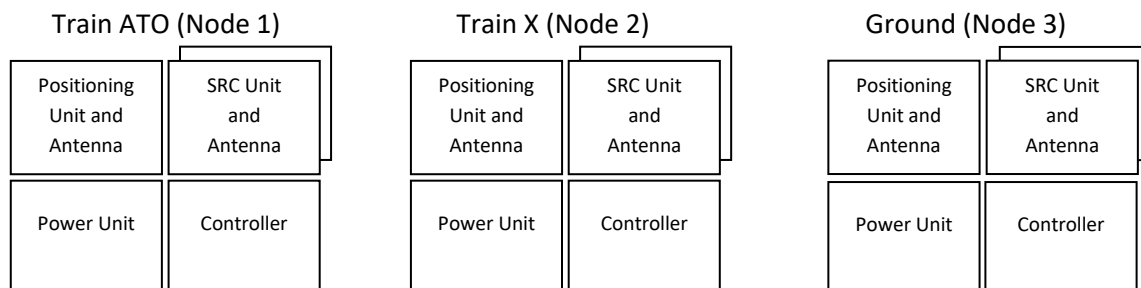 Train ATO (Node 1)
Train X (Node 2)
Ground (Node 3)
Positioning
Unit and
Antenna
SRC Unit
and
Antenna
Positioning
Unit and
Antenna
SRC Unit
and
Antenna
Positioning
Unit and
Antenna
SRC Unit
and
Antenna
Power Unit
Controller
Power Unit
Controller
Power Unit
Controller